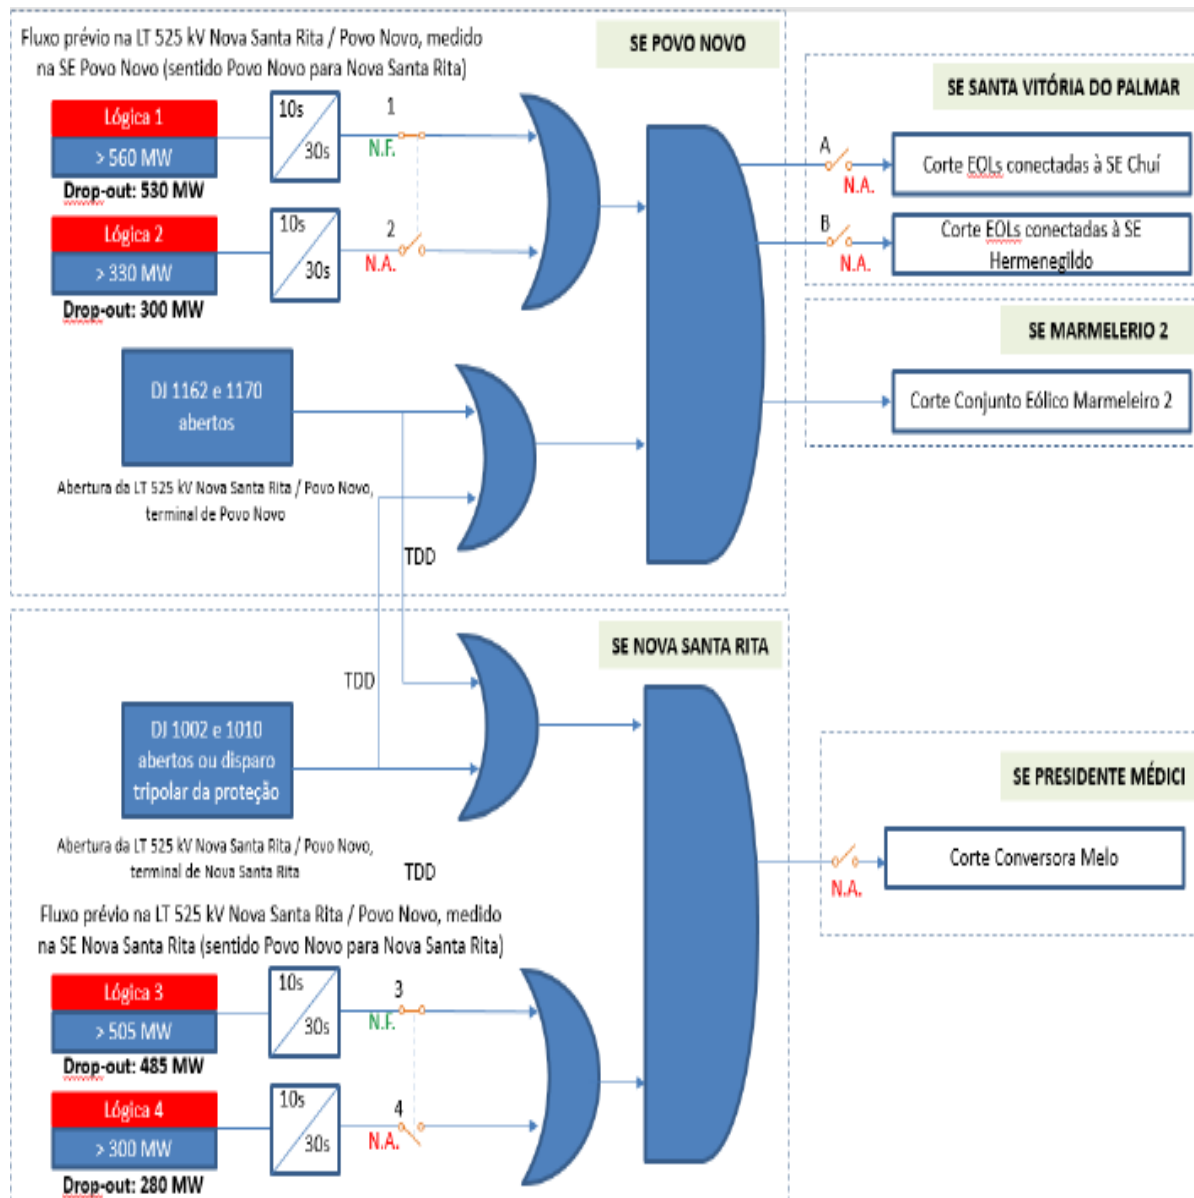 Fluxo prévio na LT 525 kV Nova Santa Rita / Povo Novo, medido
na SE Povo Novo (sentido Povo Novo para Nova Santa Rita)
SE POVO NOVO
Lógica 1
> 560 MW
Drop-out: 530 MW
10s
30s
1
N.F.
Lógica 2
> 330 MW
Drop-out: 300 MW
10s
30s
2
N.A.
DJ 1162 e 1170
abertos
Abertura da LT 525 kV Nova Santa Rita / Povo Novo,
terminal de Povo Novo
TDD
SE SANTA VITÓRIA DO PALMAR
A
N.A.
Corte EOLs conectadas à SE Chuí
B
N.A.
Corte EOLs conectadas à SE
Hermenegildo
SE MARMELERIO 2
Corte Conjunto Eólico Marmeleiro 2
SE NOVA SANTA RITA
TDD
DJ 1002 e 1010
abertos ou disparo
tripolar da proteção
Abertura da LT 525 kV Nova Santa Rita / Povo Novo,
terminal de Nova Santa Rita
TDD
Fluxo prévio na LT 525 kV Nova Santa Rita / Povo Novo, medido
na SE Nova Santa Rita (sentido Povo Novo para Nova Santa Rita)
Lógica 3
> 505 MW
Drop-out: 485 MW
10s
30s
3
N.F.
Lógica 4
> 300 MW
Drop-out: 280 MW
10s
30s
4
N.A.
SE PRESIDENTE MÉDICI
N.A.
Corte Conversora Melo